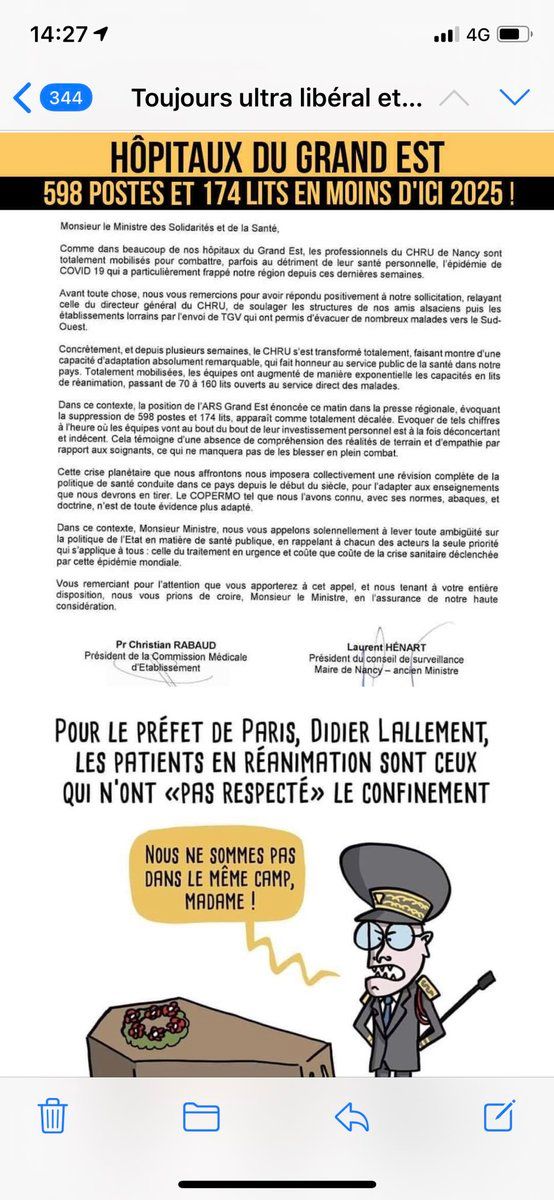 14:27
4G
344
Toujours ultra libéral et...
HÔPITAUX DU GRAND EST
598 POSTES ET 174 LITS EN MOINS D'ICI 2025 !
Monsieur le Ministre des Solidarités et de la Santé,
Comme dans beaucoup de nos hôpitaux du Grand Est, les professionnels du CHRU de Nancy sont
totalement mobilisés pour combattre, parfois au détriment de leur santé personnelle, l'épidémie de
COVID 19 qui a particulièrement frappé notre région depuis ces dernières semaines.
Avant toute chose, nous vous remercions pour avoir répondu positivement à notre sollicitation, relayant
celle du directeur général du CHRU, de soulager les structures de nos amis alsaciens puis les
établissements lorrains par l'envoi de TGV qui ont permis d'évacuer de nombreux malades vers le Sud-
Ouest.
Concrètement, et depuis plusieurs semaines, le CHRU s'est transformé totalement, faisant montre d'une
capacité d'adaptation absolument remarquable, qui fait honneur au service public de la santé dans notre
pays. Totalement mobilisées, les équipes ont augmenté de manière exponentielle les capacités en lits
de réanimation, passant de 70 à 160 lits ouverts au service direct des malades.
Dans ce contexte, la position de l'ARS Grand Est énoncée ce matin dans la presse régionale, évoquant
la suppression de 598 postes et 174 lits, apparaît comme totalement décalée. Evoquer de tels chiffres
à l'heure où les équipes vont au bout du bout de leur investissement personnel est à la fois déconcertant
et indécent. Cela témoigne d'une absence de compréhension des réalités de terrain et d'empathie par
rapport aux soignants, ce qui ne manquera pas de les blesser en plein combat.
Cette crise planétaire que nous affrontons nous imposera collectivement une révision complète de la
politique de santé conduite dans ce pays depuis le début du siècle, pour l'adapter aux enseignements
que nous devrons en tirer. Le COPERMO tel que nous l'avons connu, avec ses normes, abaques, et
doctrine, n'est de toute évidence plus adapté.
Dans ce contexte, Monsieur Ministre, nous vous appelons solennellement à lever toute ambigüité sur
la politique de l'Etat en matière de santé publique, en rappelant à chacun des acteurs la seule priorité
qui s'applique à tous : celle du traitement en urgence et coûte que coûte de la crise sanitaire déclenchée
par cette épidémie mondiale.
Vous remerciant pour l'attention que vous apporterez à cet appel, et nous tenant à votre entière
disposition, nous vous prions de croire, Monsieur le Ministre, en l'assurance de notre haute
considération.
Pr Christian RABAUD
Président de la Commission Médicale
d'Etablissement
Laurent HÉNART
Président du conseil de surveillance
Maire de Nancy – ancien Ministre
POUR LE PRÉFET DE PARIS, DIDIER LALLEMENT,
LES PATIENTS EN RÉANIMATION SONT CEUX
QUI N'ONT «PAS RESPECTÉ» LE CONFINEMENT
NOUS NE SOMMES PAS
DANS LE MÊME CAMP,
MADAME !